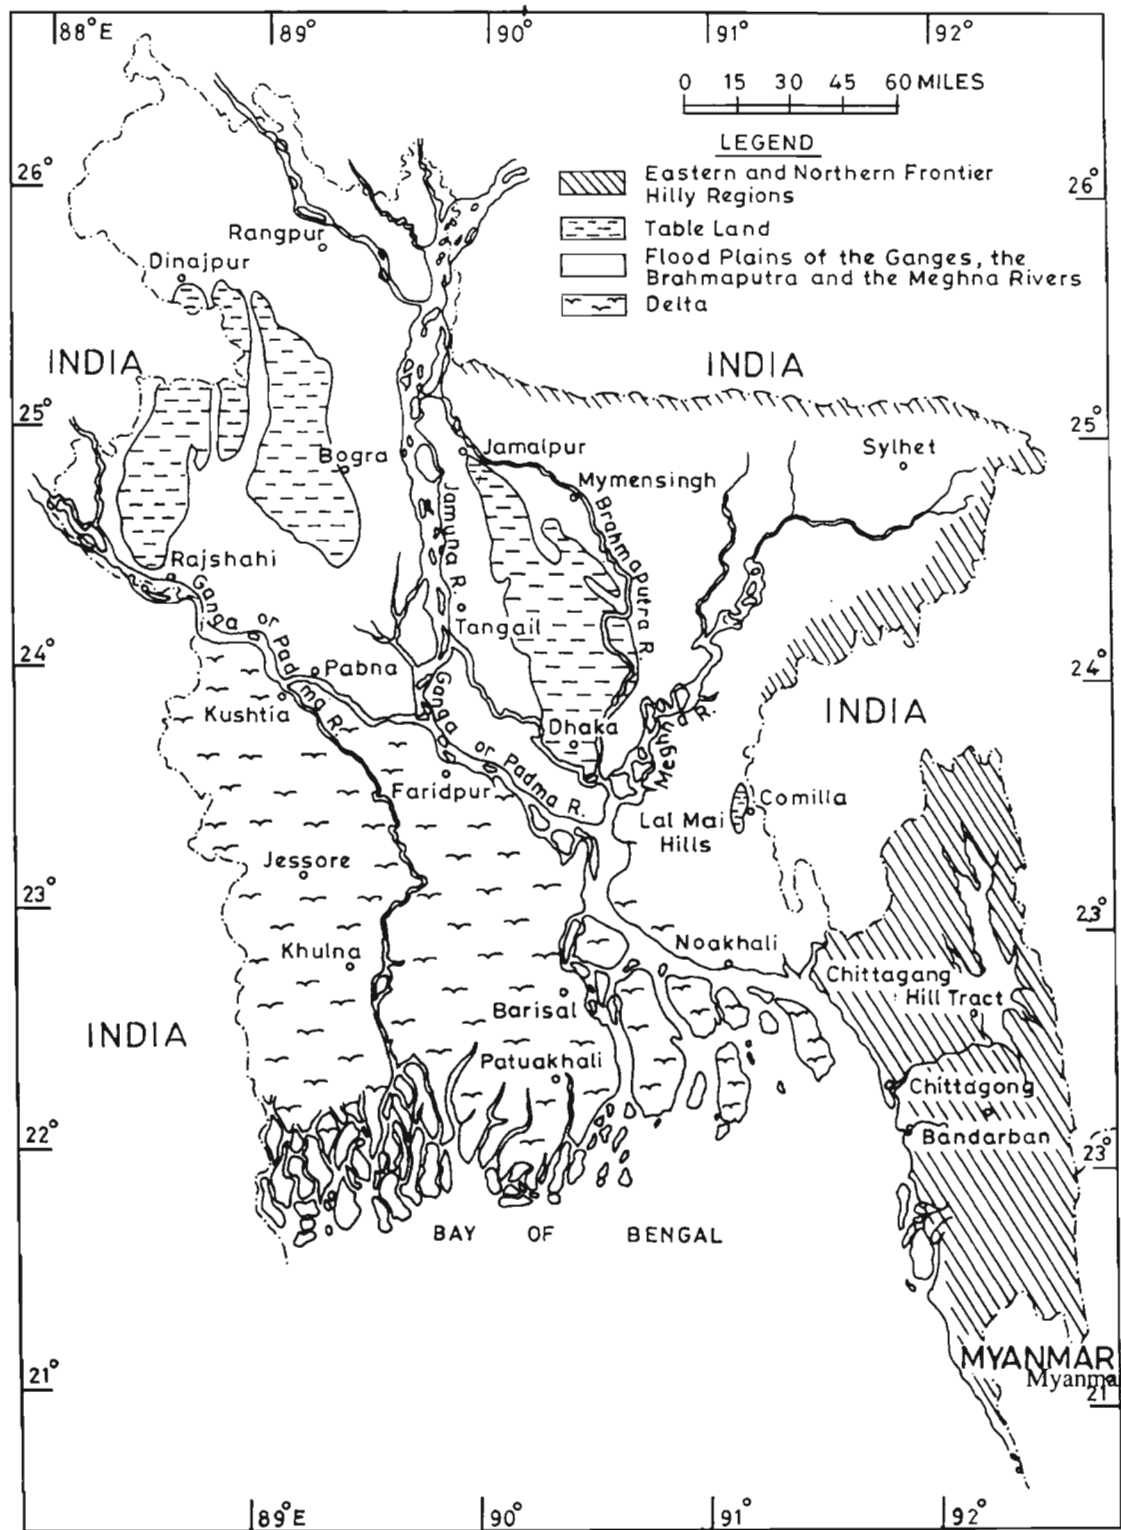 88°E 89° 90° 91° 92°
0 15 30 45 60 MILES
LEGEND
Eastern and Northern Frontier
Hilly Regions
Table Land
Flood Plains of the Ganges, the
Brahmaputra and the Meghna Rivers
Delta
26° 26°
Rangpur
Dinajpur
INDIA INDIA
25° 25°
Jamalpur Sylhet
Bogra
Mymensingh
Jamuna R.
Brahmaputra R.
Rajshahi
Ganga or Padma R.
Tangail
24° 24°
Pabna
Kushtia
Ganga or Padma R.
Dhaka
Meghna R.
INDIA
Faridpur
Comilla
Lal Mai
Hills
Jessore
23° 23°
Noakhali
Khulna
Chittagang
Hill Tract
Barisal
INDIA
Patuakhali
Chittagong
Bandarban
22° 23°
BAY OF BENGAL
MYANMAR
Myanma
21° 21°
89°E 90° 91° 92°